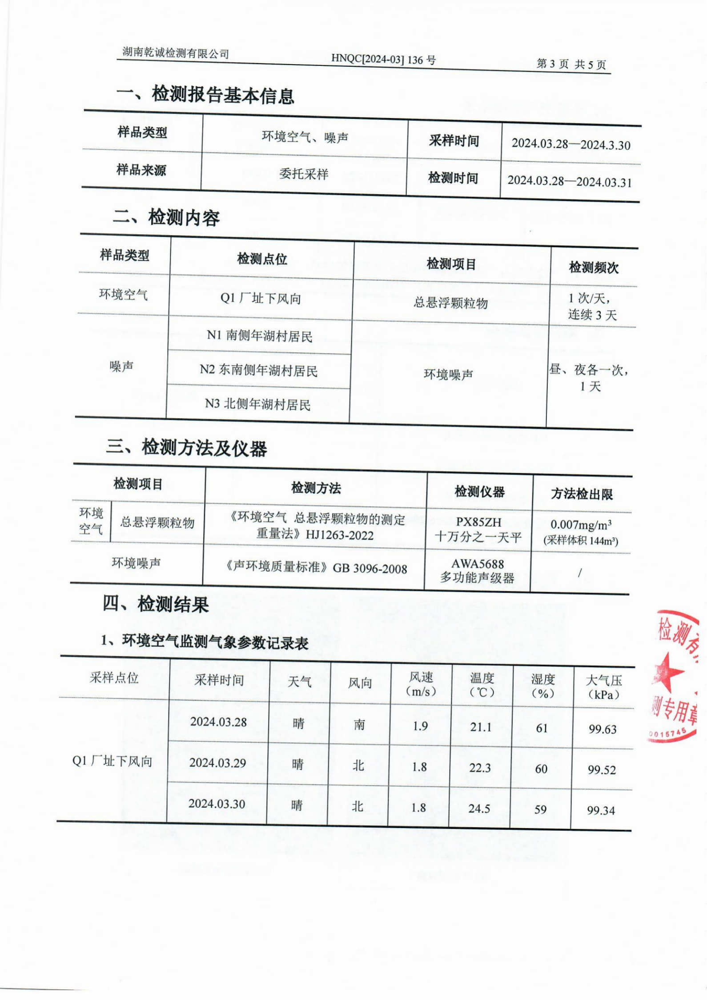 湖南乾诚检测有限公司 HNQC[2024-03] 136 号 第 3 页 共 5 页
一、检测报告基本信息
样品类型 环境空气、噪声 采样时间 2024.03.28—2024.3.30
样品来源 委托采样 检测时间 2024.03.28—2024.03.31
二、检测内容
样品类型 检测点位 检测项目 检测频次
环境空气 Q1 厂址下风向 总悬浮颗粒物 1 次/天，
连续 3 天
噪声 N1 南侧年湖村居民
N2 东南侧年湖村居民 环境噪声 昼、夜各一次，
1 天
N3 北侧年湖村居民
三、检测方法及仪器
检测项目 检测方法 检测仪器 方法检出限
环境
空气 总悬浮颗粒物 《环境空气 总悬浮颗粒物的测定
重量法》HJ1263-2022 PX85ZH
十万分之一天平 0.007mg/m³
(采样体积 144m³)
环境噪声 《声环境质量标准》GB 3096-2008 AWA5688
多功能声级器 /
四、检测结果
1、环境空气监测气象参数记录表
采样点位 采样时间 天气 风向 风速
（m/s） 温度
（℃） 湿度
（%） 大气压
（kPa）
Q1 厂址下风向 2024.03.28 晴 南 1.9 21.1 61 99.63
2024.03.29 晴 北 1.8 22.3 60 99.52
2024.03.30 晴 北 1.8 24.5 59 99.34
检测有
测专用章
0015745